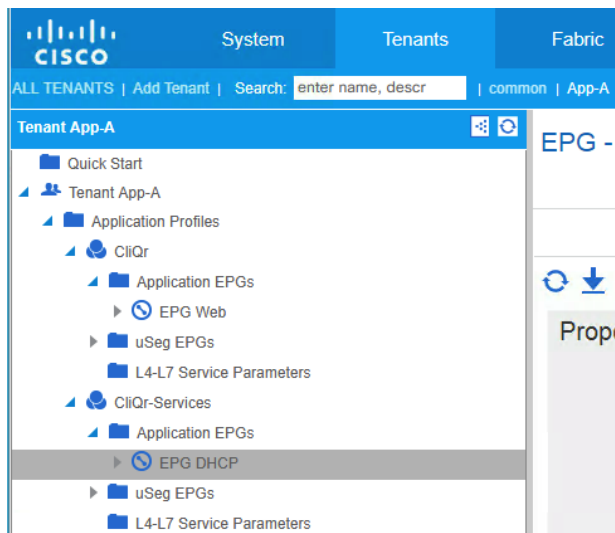 CISCO System Tenants Fabric
ALL TENANTS | Add Tenant | Search: enter name, descr | common | App-A
Tenant App-A
EPG -
Quick Start
Tenant App-A
Application Profiles
CliQr
Application EPGs
EPG Web
Prope
uSeg EPGs
L4-L7 Service Parameters
CliQr-Services
Application EPGs
EPG DHCP
uSeg EPGs
L4-L7 Service Parameters